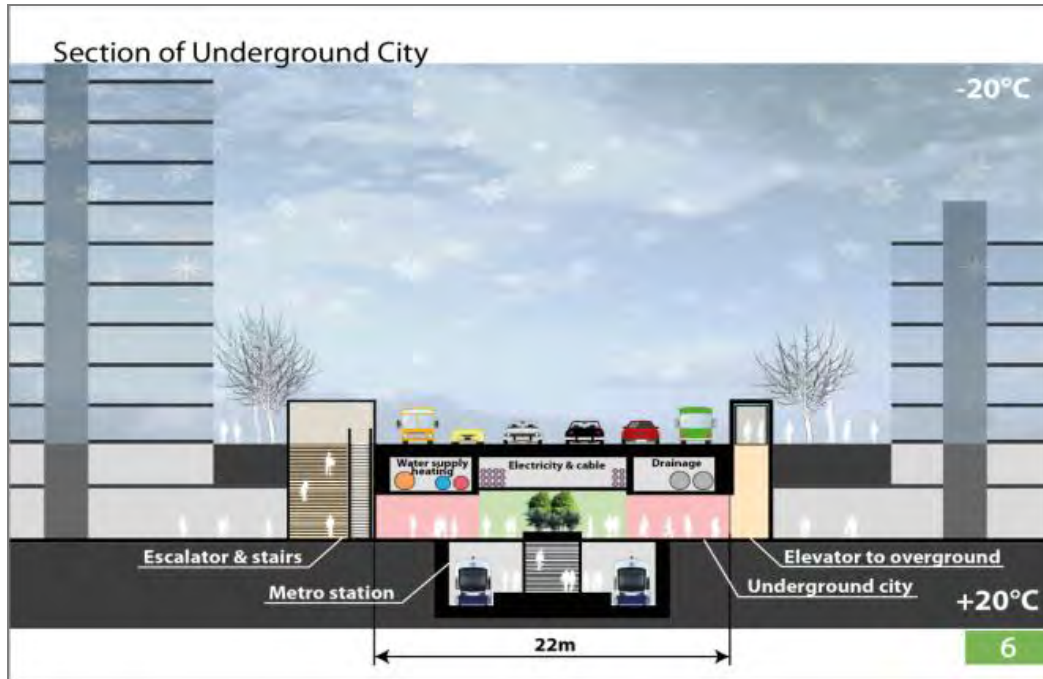 Section of Underground City
-20°C
Water supply
heating
Electricity & cable
Drainage
Escalator & stairs
Elevator to overground
Metro station
Underground city
+20°C
22m
6